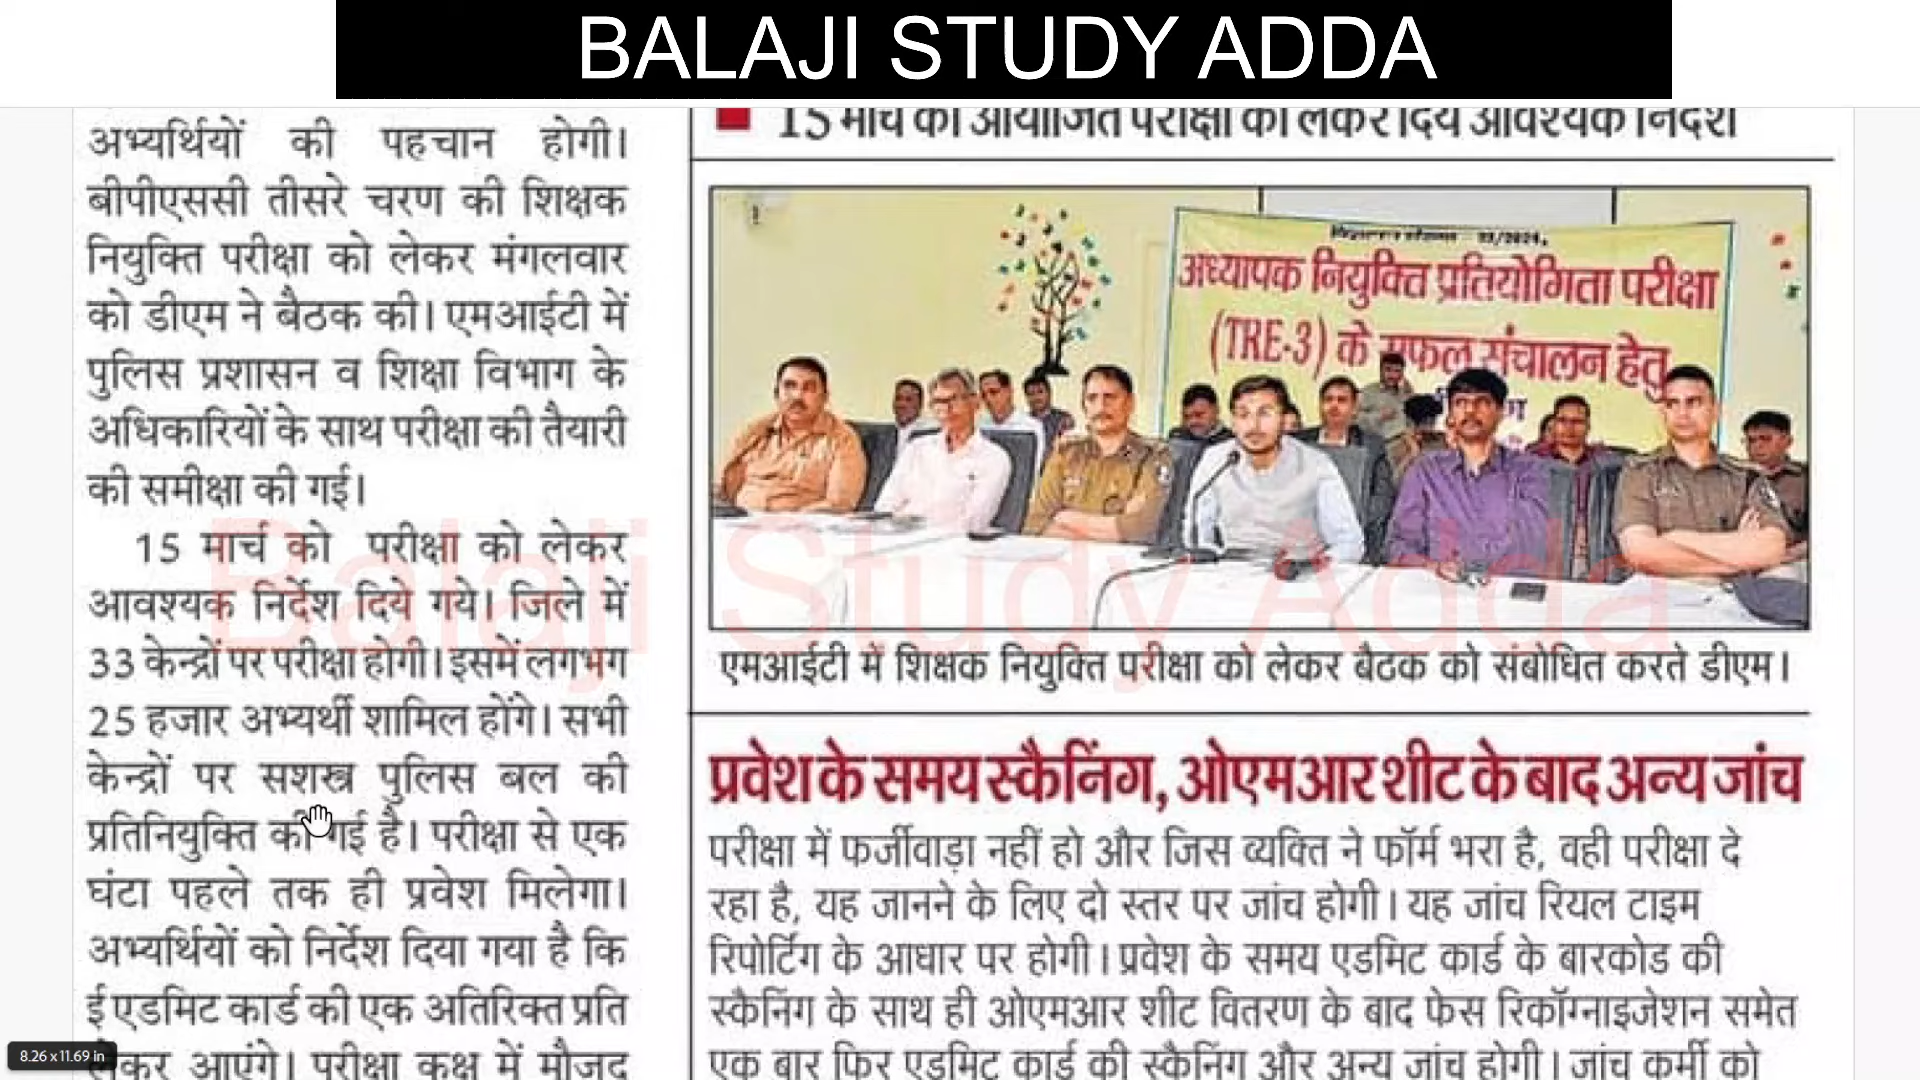 BALAJI STUDY ADDA
अभ्यर्थियों की पहचान होगी।
बीपीएससी तीसरे चरण की शिक्षक
नियुक्ति परीक्षा को लेकर मंगलवार
को डीएम ने बैठक की। एमआईटी में
पुलिस प्रशासन व शिक्षा विभाग के
अधिकारियों के साथ परीक्षा की तैयारी
की समीक्षा की गई।
15 मार्च को परीक्षा को लेकर
आवश्यक निर्देश दिये गये। जिले में
33 केन्द्रों पर परीक्षा होगी। इसमें लगभग
25 हजार अभ्यर्थी शामिल होंगे। सभी
केन्द्रों पर सशस्त्र पुलिस बल की
प्रतिनियुक्ति की गई है। परीक्षा से एक
घंटा पहले तक ही प्रवेश मिलेगा।
अभ्यर्थियों को निर्देश दिया गया है कि
ई एडमिट कार्ड की एक अतिरिक्त प्रति
लेकर आएंगे। परीक्षा कक्ष में मौजूद
15 मार्च को आयोजित परीक्षा को लेकर दिये आवश्यक निर्देश
अध्यापक नियुक्ति प्रतियोगिता परीक्षा
(TRE-3) के सफल संचालन हेतु
एमआईटी में शिक्षक नियुक्ति परीक्षा को लेकर बैठक को संबोधित करते डीएम।
प्रवेश के समय स्कैनिंग, ओएमआर शीट के बाद अन्य जांच
परीक्षा में फर्जीवाड़ा नहीं हो और जिस व्यक्ति ने फॉर्म भरा है, वही परीक्षा दे
रहा है, यह जानने के लिए दो स्तर पर जांच होगी। यह जांच रियल टाइम
रिपोर्टिंग के आधार पर होगी। प्रवेश के समय एडमिट कार्ड के बारकोड की
स्कैनिंग के साथ ही ओएमआर शीट वितरण के बाद फेस रिकॉग्नाइजेशन समेत
एक बार फिर एडमिट कार्ड की स्कैनिंग और अन्य जांच होगी। जांच कर्मी को
Balaji Study Adda
8.26 x 11.69 in